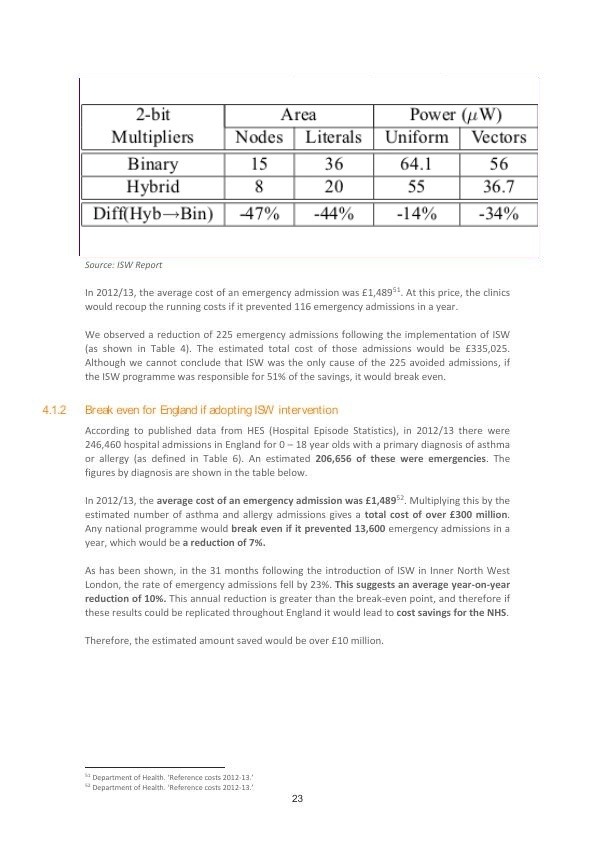 2-bit Area Power (μW)
Multipliers Nodes Literals Uniform Vectors
Binary 15 36 64.1 56
Hybrid 8 20 55 36.7
Diff(Hyb→Bin) -47% -44% -14% -34%
Source: ISW Report
In 2012/13, the average cost of an emergency admission was £1,489⁵¹. At this price, the clinics
would recoup the running costs if it prevented 116 emergency admissions in a year.
We observed a reduction of 225 emergency admissions following the implementation of ISW
(as shown in Table 4). The estimated total cost of those admissions would be £335,025.
Although we cannot conclude that ISW was the only cause of the 225 avoided admissions, if
the ISW programme was responsible for 51% of the savings, it would break even.
4.1.2 Break even for England if adopting ISW intervention
According to published data from HES (Hospital Episode Statistics), in 2012/13 there were
246,460 hospital admissions in England for 0 – 18 year olds with a primary diagnosis of asthma
or allergy (as defined in Table 6). An estimated 206,656 of these were emergencies. The
figures by diagnosis are shown in the table below.
In 2012/13, the average cost of an emergency admission was £1,489⁵². Multiplying this by the
estimated number of asthma and allergy admissions gives a total cost of over £300 million.
Any national programme would break even if it prevented 13,600 emergency admissions in a
year, which would be a reduction of 7%.
As has been shown, in the 31 months following the introduction of ISW in Inner North West
London, the rate of emergency admissions fell by 23%. This suggests an average year-on-year
reduction of 10%. This annual reduction is greater than the break-even point, and therefore if
these results could be replicated throughout England it would lead to cost savings for the NHS.
Therefore, the estimated amount saved would be over £10 million.
⁵¹ Department of Health. 'Reference costs 2012-13.'
⁵² Department of Health. 'Reference costs 2012-13.'
23